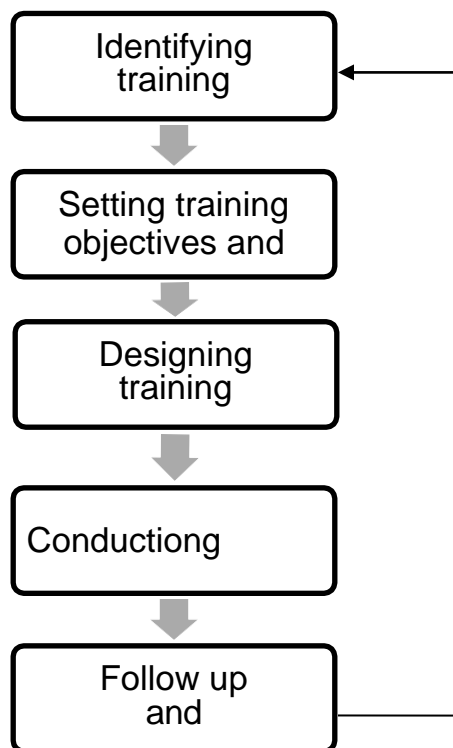 Identifying
training
Setting training
objectives and
Designing
training
Conductiong
Follow up
and